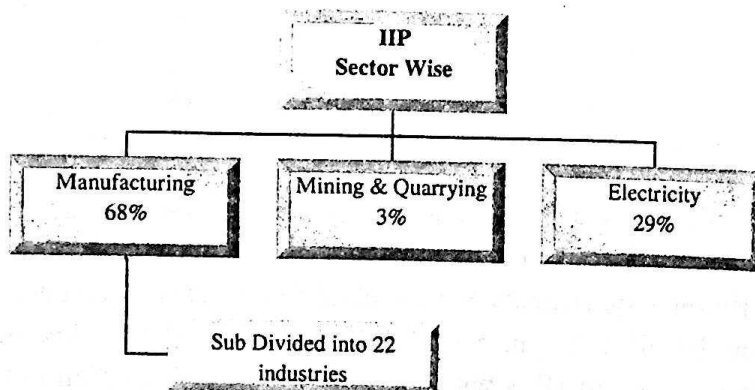 IIP
Sector Wise
Manufacturing
68%
Mining & Quarrying
3%
Electricity
29%
Sub Divided into 22
industries